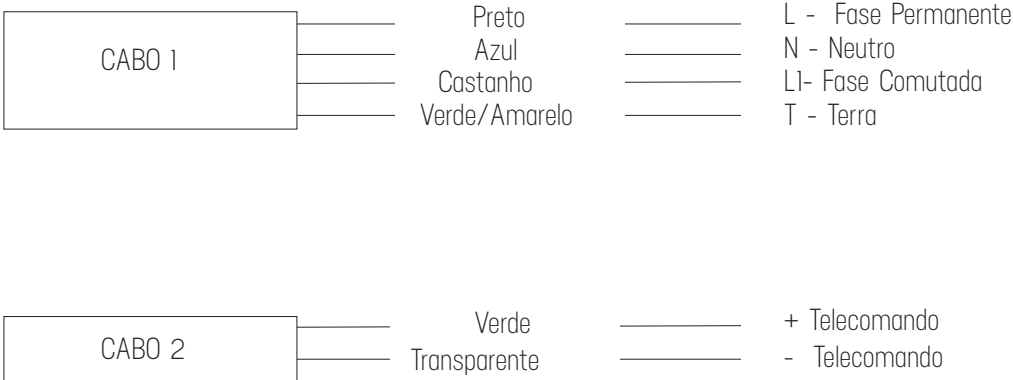 Preto L - Fase Permanente
CABO 1 Azul N - Neutro
Castanho L1- Fase Comutada
Verde/Amarelo T - Terra
Verde + Telecomando
CABO 2 Transparente - Telecomando